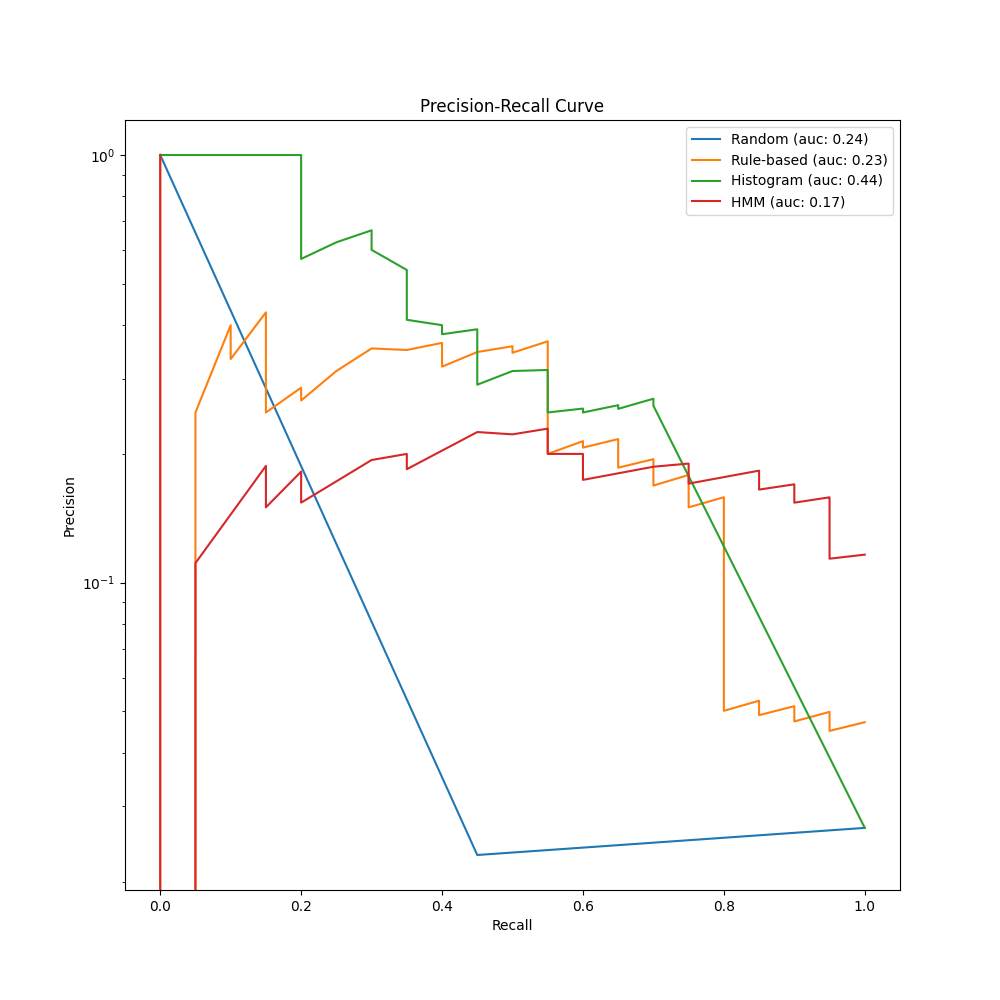 Precision-Recall Curve
Random (auc: 0.24)
Rule-based (auc: 0.23)
Histogram (auc: 0.44)
HMM (auc: 0.17)
10⁰
10⁻¹
Precision
0.0 0.2 0.4 0.6 0.8 1.0
Recall